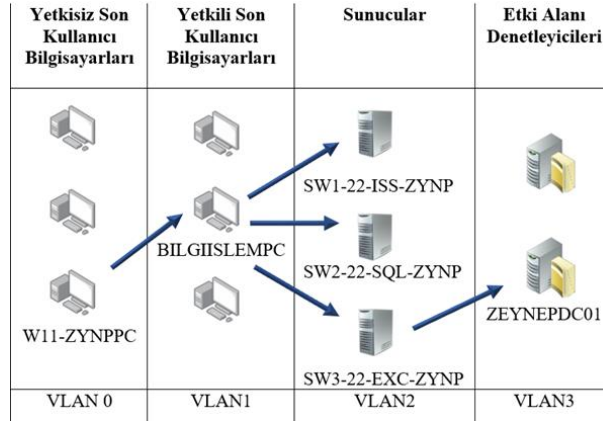 Yetkisiz Son
Kullanıcı
Bilgisayarları
Yetkili Son
Kullanıcı
Bilgisayarları
Sunucular
Etki Alanı
Denetleyicileri
SW1-22-ISS-ZYNP
BILGIISLEMPC
SW2-22-SQL-ZYNP
W11-ZYNPPC
ZEYNEPDC01
SW3-22-EXC-ZYNP
VLAN 0
VLAN1
VLAN2
VLAN3